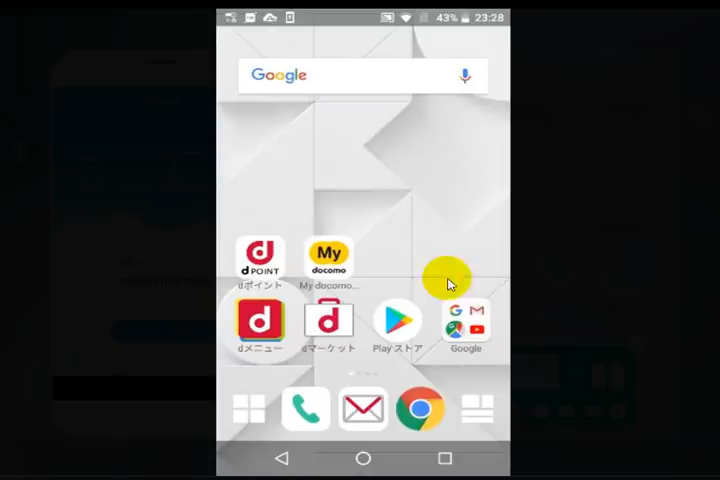 43% 23:28
Google
d POINT
My docomo
dポイント
My docomo...
d
d
dメニュー
dマーケット
Play ストア
Google